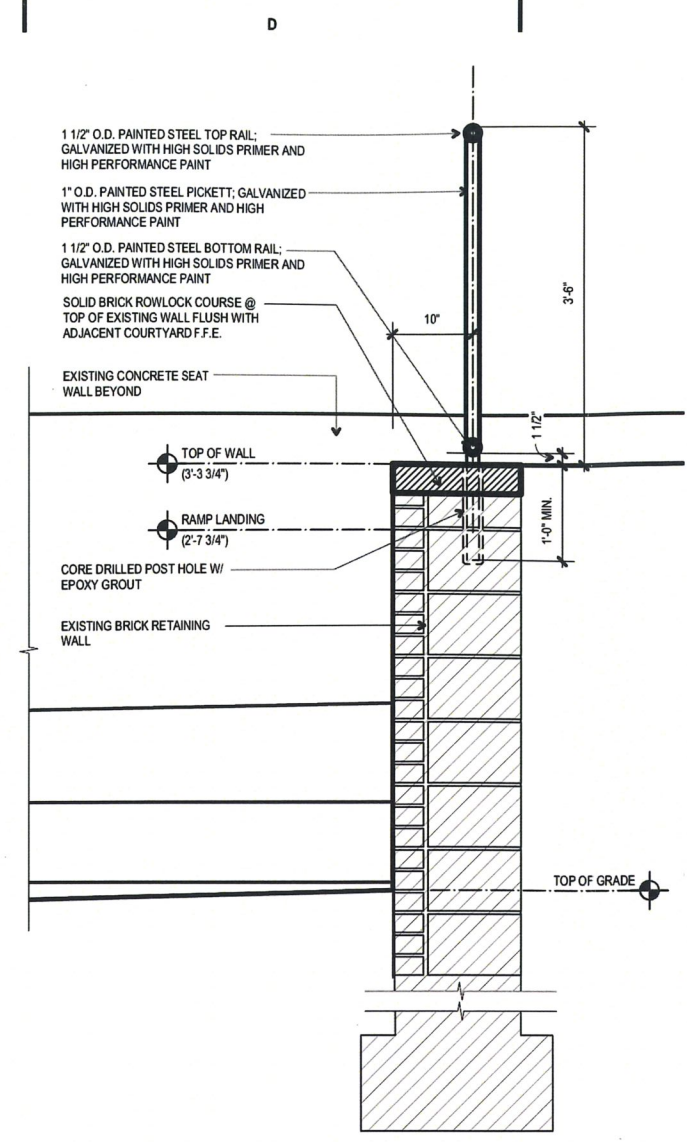 D
1 1/2" O.D. PAINTED STEEL TOP RAIL;
GALVANIZED WITH HIGH SOLIDS PRIMER AND
HIGH PERFORMANCE PAINT
1" O.D. PAINTED STEEL PICKETT; GALVANIZED
WITH HIGH SOLIDS PRIMER AND HIGH
PERFORMANCE PAINT
1 1/2" O.D. PAINTED STEEL BOTTOM RAIL;
GALVANIZED WITH HIGH SOLIDS PRIMER AND
HIGH PERFORMANCE PAINT
SOLID BRICK ROWLOCK COURSE @
TOP OF EXISTING WALL FLUSH WITH
ADJACENT COURTYARD F.F.E.
10"
3'-6"
EXISTING CONCRETE SEAT
WALL BEYOND
1 1/2"
TOP OF WALL
(3'-3 3/4")
RAMP LANDING
(2'-7 3/4")
1'-0" MIN.
CORE DRILLED POST HOLE W/
EPOXY GROUT
EXISTING BRICK RETAINING
WALL
TOP OF GRADE